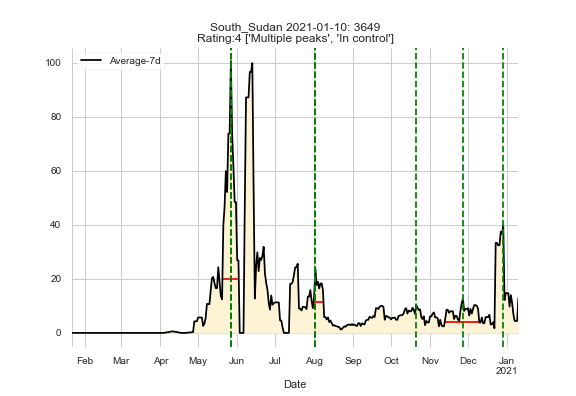 South_Sudan 2021-01-10: 3649
Rating:4 ['Multiple peaks', 'In control']
Average-7d
100
80
60
40
20
0
Feb Mar Apr May Jun Jul Aug Sep Oct Nov Dec Jan
2021
Date